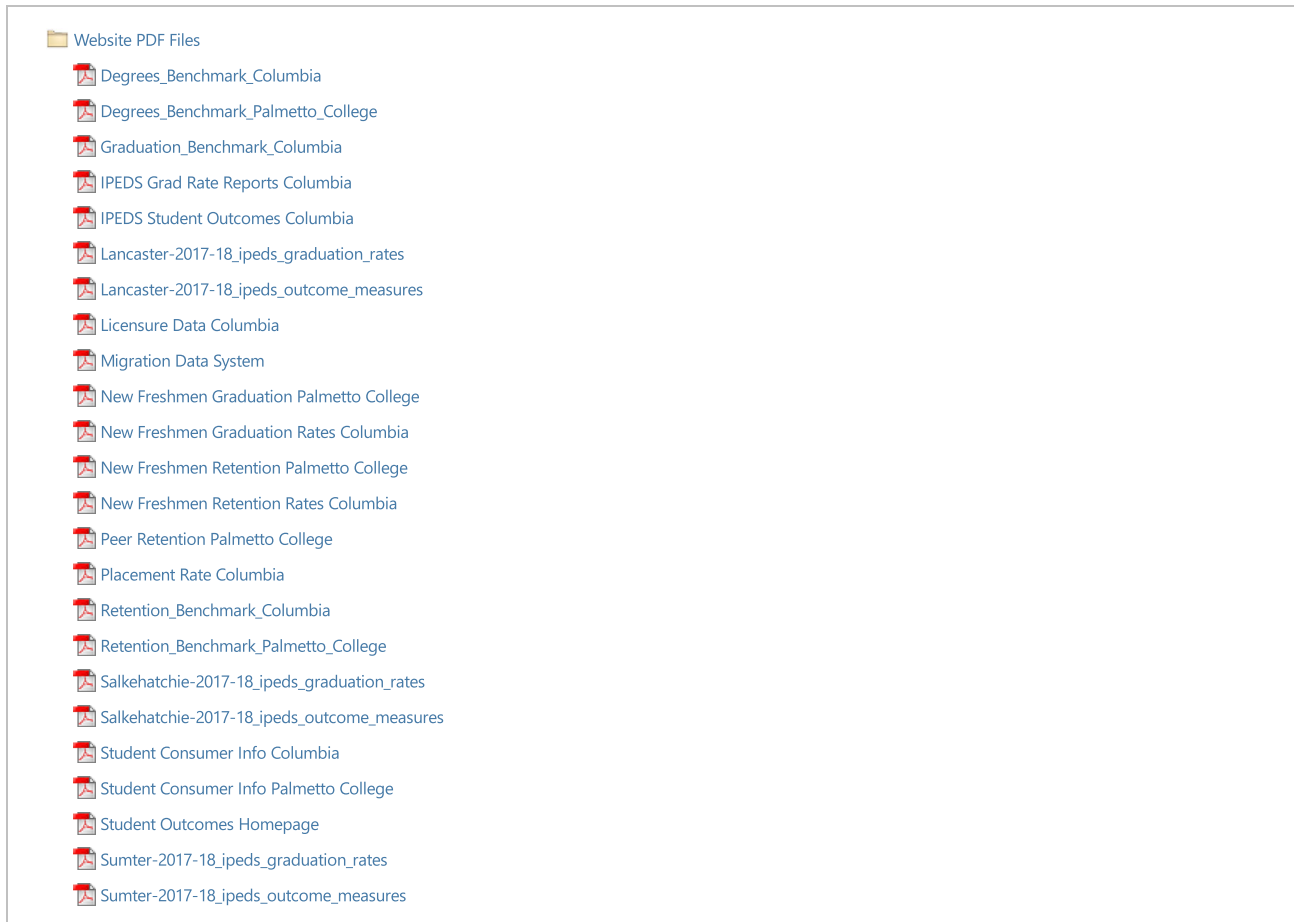 Website PDF Files
Degrees_Benchmark_Columbia
Degrees_Benchmark_Palmetto_College
Graduation_Benchmark_Columbia
IPEDS Grad Rate Reports Columbia
IPEDS Student Outcomes Columbia
Lancaster-2017-18_ipeds_graduation_rates
Lancaster-2017-18_ipeds_outcome_measures
Licensure Data Columbia
Migration Data System
New Freshmen Graduation Palmetto College
New Freshmen Graduation Rates Columbia
New Freshmen Retention Palmetto College
New Freshmen Retention Rates Columbia
Peer Retention Palmetto College
Placement Rate Columbia
Retention_Benchmark_Columbia
Retention_Benchmark_Palmetto_College
Salkehatchie-2017-18_ipeds_graduation_rates
Salkehatchie-2017-18_ipeds_outcome_measures
Student Consumer Info Columbia
Student Consumer Info Palmetto College
Student Outcomes Homepage
Sumter-2017-18_ipeds_graduation_rates
Sumter-2017-18_ipeds_outcome_measures